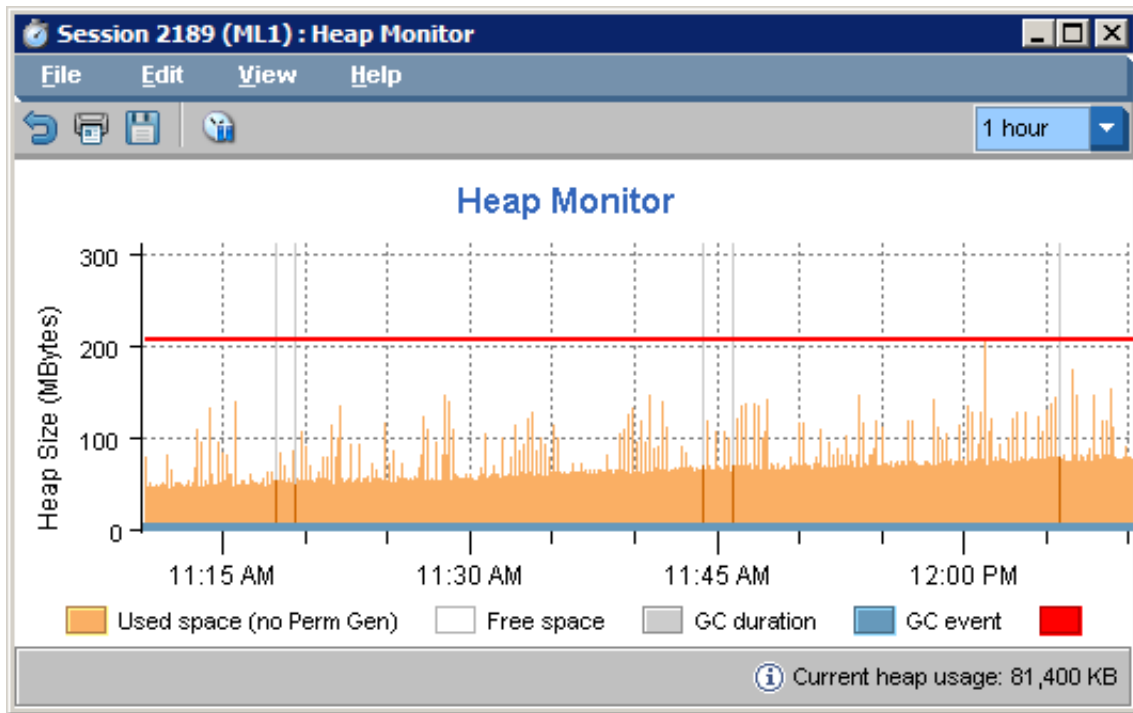 Session 2189 (ML1) : Heap Monitor
File Edit View Help
1 hour
Heap Monitor
Heap Size (MBytes)
300
200
100
0
11:15 AM 11:30 AM 11:45 AM 12:00 PM
Used space (no Perm Gen) Free space GC duration GC event
Current heap usage: 81,400 KB